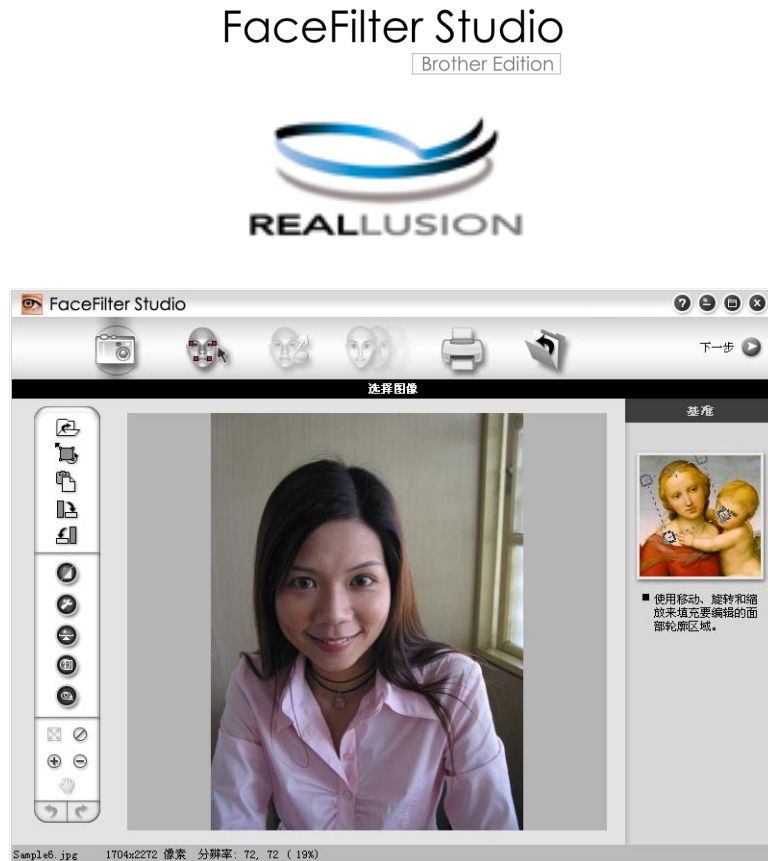 FaceFilter Studio
Brother Edition
REALLUSION
FaceFilter Studio
下一步
选择图像
基准
使用移动、旋转和缩
放来填充要编辑的面
部轮廓区域。
Sample6.jpg 1704x2272 像素 分辨率: 72, 72 ( 19%)